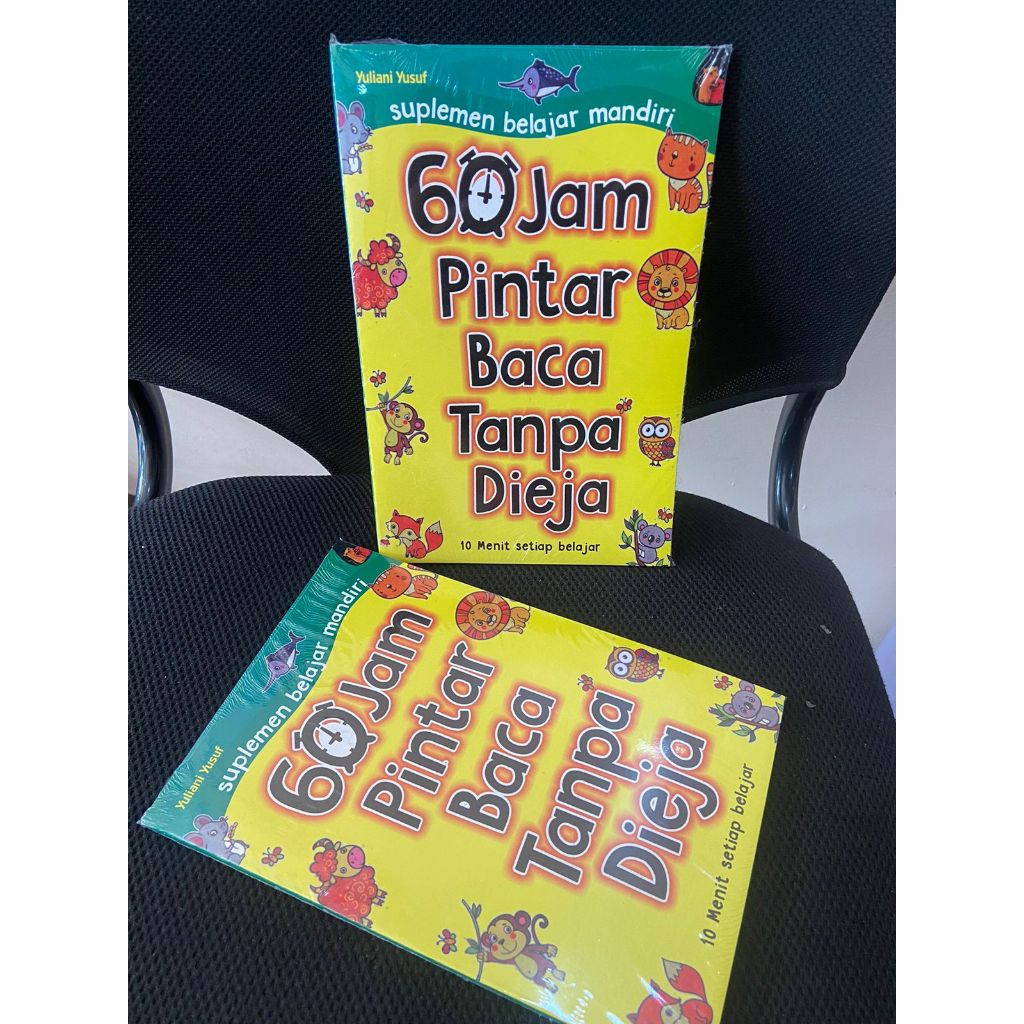 Yuliani Yusuf
suplemen belajar mandiri
60 Jam
Pintar
Baca
Tanpa
Dieja
10 Menit setiap belajar
Yuliani Yusuf
suplemen belajar mandiri
60 Jam
Pintar
Baca
Tanpa
Dieja
10 Menit setiap belajar